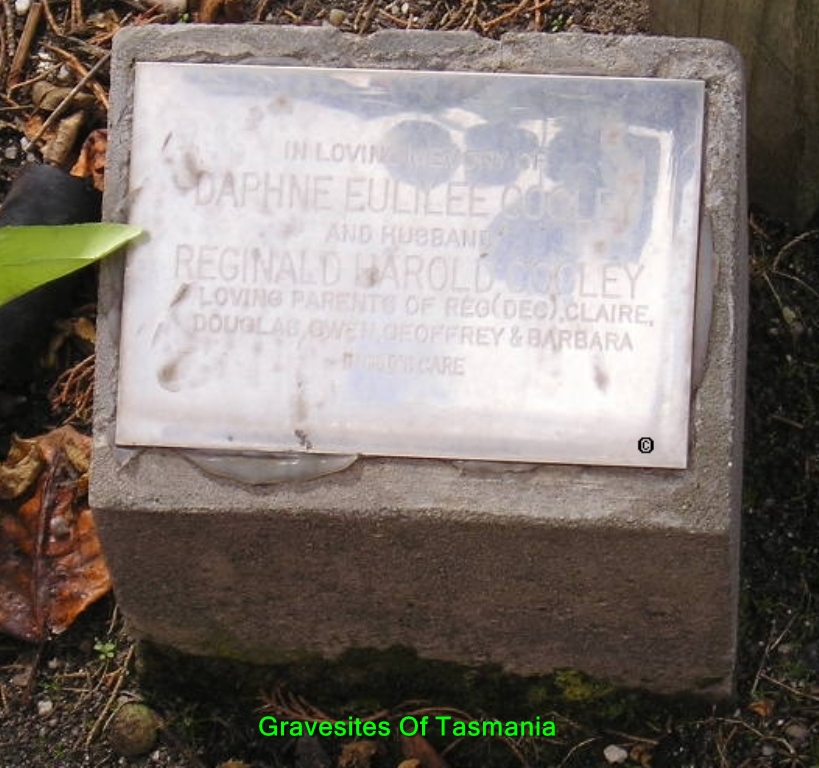 IN LOVING MEMORY OF
DAPHNE EULILEE COOLEY
AND HUSBAND
REGINALD HAROLD COOLEY
LOVING PARENTS OF REG(DEC),CLAIRE,
DOUGLAS,GWEN,GEOFFREY & BARBARA
IN GOD'S CARE
©
Gravesites Of Tasmania